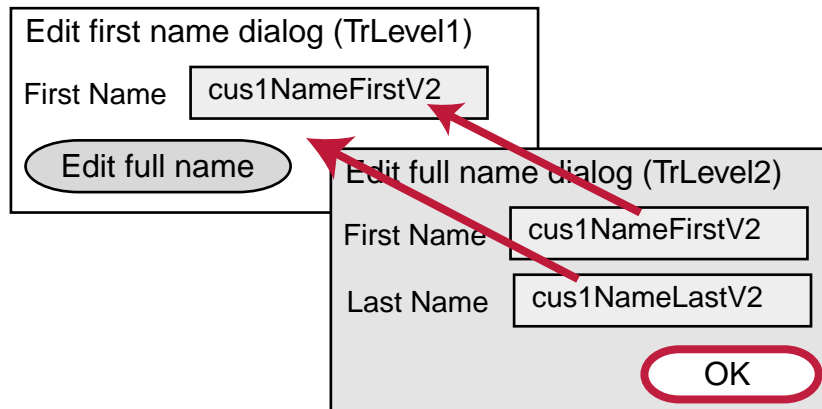 Edit first name dialog (TrLevel1)
First Name cus1NameFirstV2
Edit full name
Edit full name dialog (TrLevel2)
First Name cus1NameFirstV2
Last Name cus1NameLastV2
OK